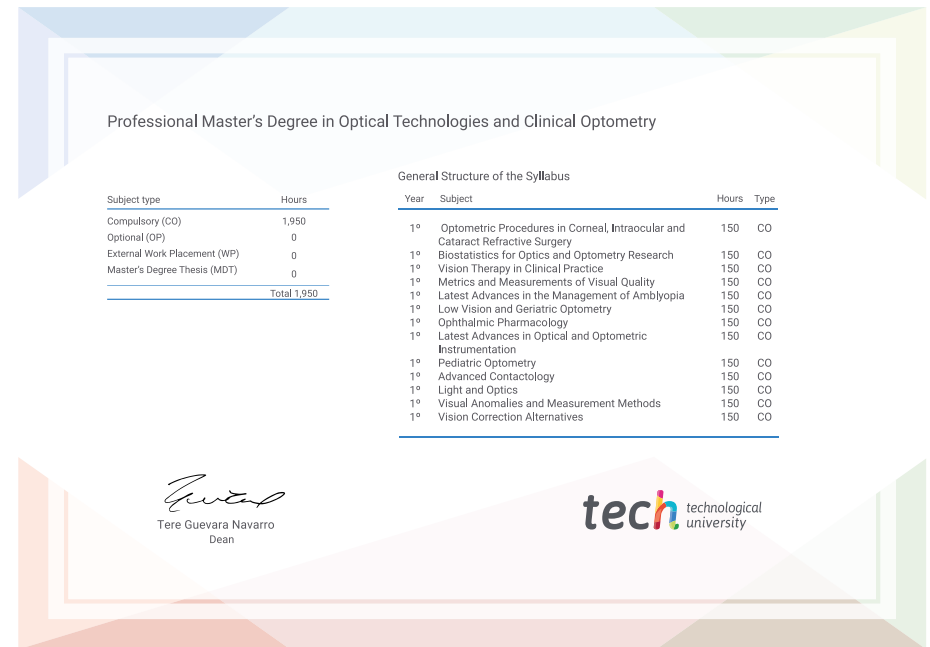 Professional Master's Degree in Optical Technologies and Clinical Optometry
Subject type Hours
Compulsory (CO) 1,950
Optional (OP) 0
External Work Placement (WP) 0
Master's Degree Thesis (MDT) 0
Total 1,950
General Structure of the Syllabus
Year Subject Hours Type
1º Optometric Procedures in Corneal, Intraocular and 150 CO
Cataract Refractive Surgery
1º Biostatistics for Optics and Optometry Research 150 CO
1º Vision Therapy in Clinical Practice 150 CO
1º Metrics and Measurements of Visual Quality 150 CO
1º Latest Advances in the Management of Amblyopia 150 CO
1º Low Vision and Geriatric Optometry 150 CO
1º Ophthalmic Pharmacology 150 CO
1º Latest Advances in Optical and Optometric 150 CO
Instrumentation
1º Pediatric Optometry 150 CO
1º Advanced Contactology 150 CO
1º Light and Optics 150 CO
1º Visual Anomalies and Measurement Methods 150 CO
1º Vision Correction Alternatives 150 CO
Tere Guevara Navarro
Dean
tech technological
university